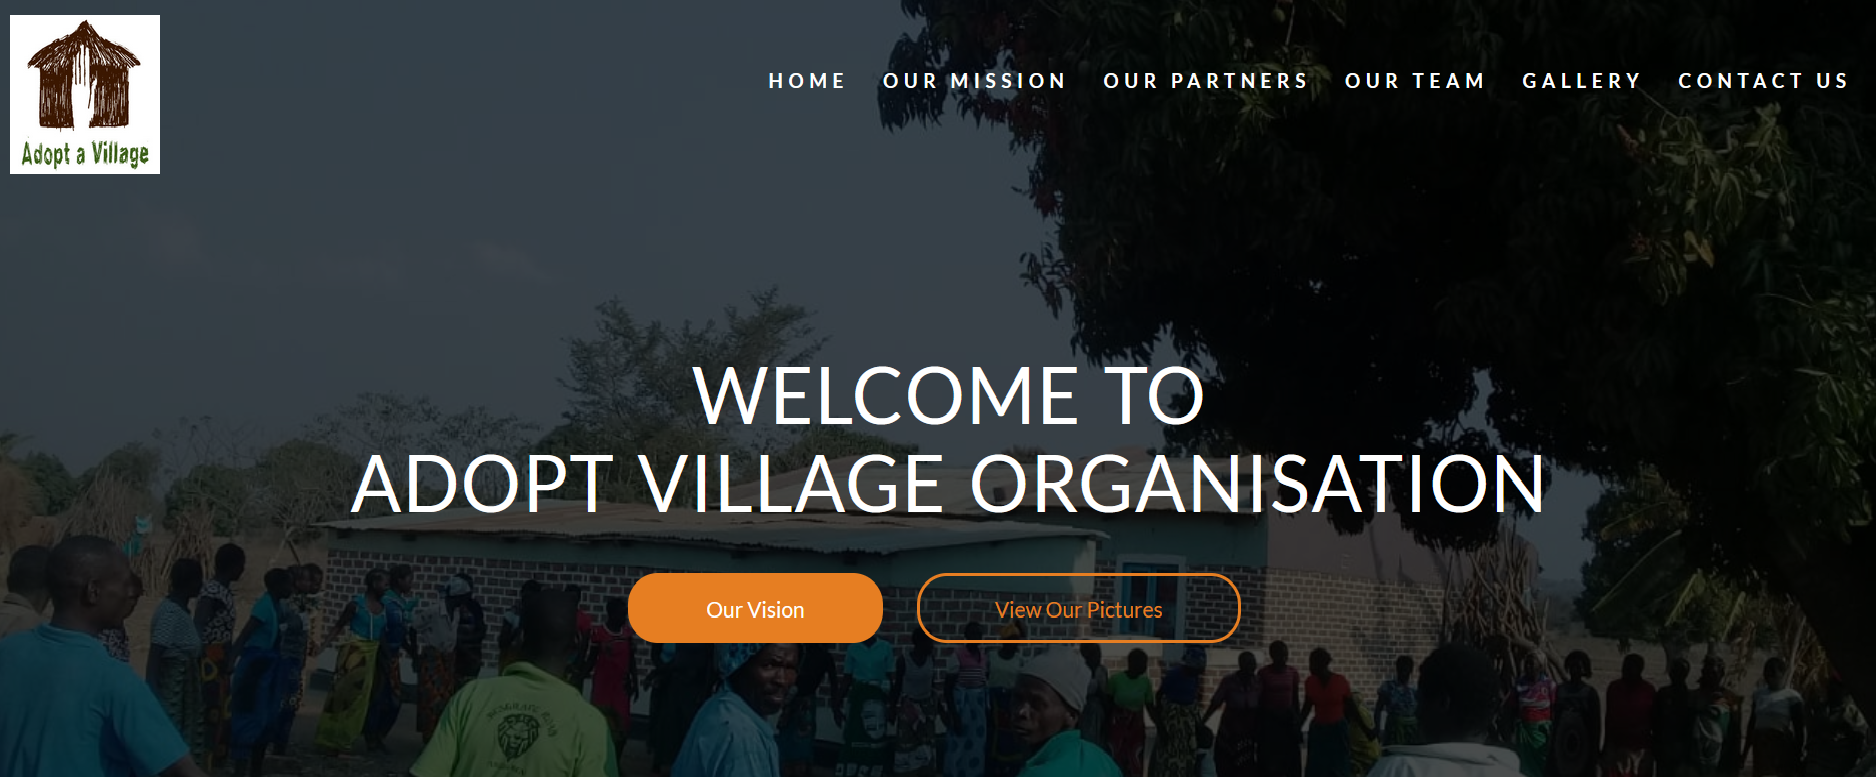 Adopt a Village
HOME OUR MISSION OUR PARTNERS OUR TEAM GALLERY CONTACT US
WELCOME TO
ADOPT VILLAGE ORGANISATION
Our Vision
View Our Pictures